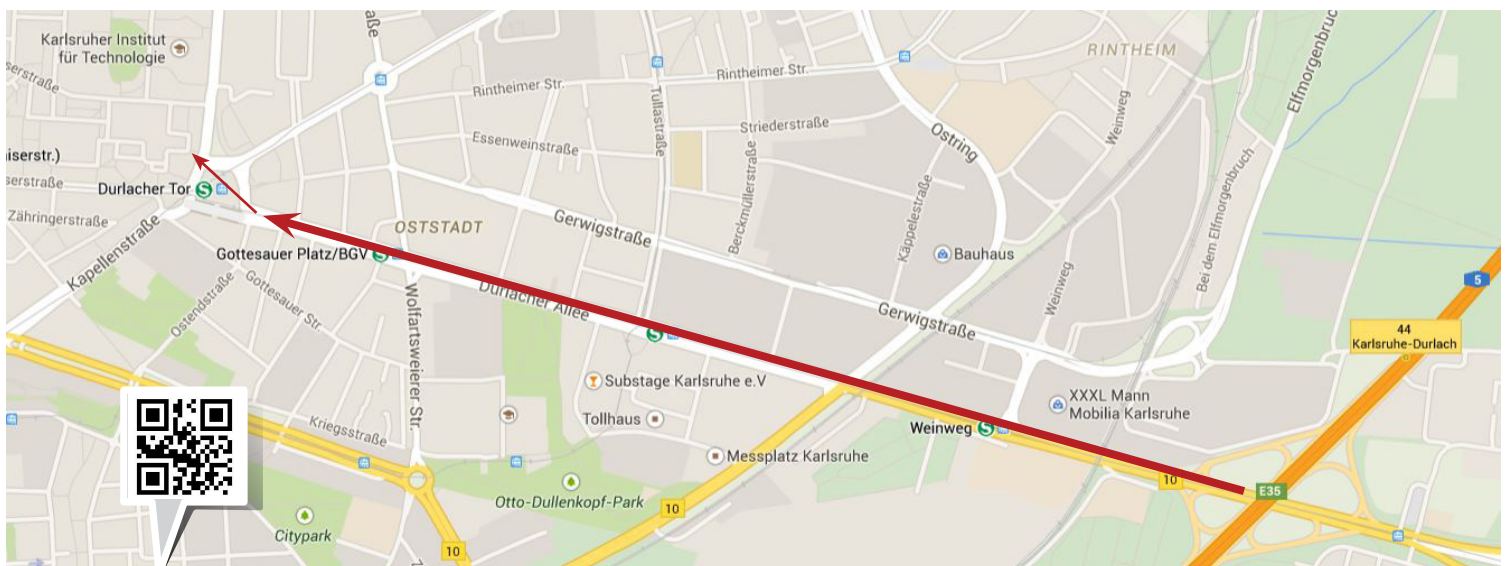 Karlsruher Institut
für Technologie
RINTHEIM
Rintheimer Str.
Rintheimer Str.
Elfmorgenbruch
Weinweg
Tullastraße
Striederstraße
Essenweinstraße
Ostring
iserstr.)
Durlacher Tor
S
Zähringerstraße
Kapellenstraße
OSTSTADT
Gerwigstraße
Berckmüllerstraße
Käppelestraße
Bauhaus
Weinweg
Bei dem Elfmorgenbruch
Gottesauer Platz/BGV
S
Gottesauer Str.
Ostendstraße
Wolfartsweierer Str.
Durlacher Allee
S
Gerwigstraße
5
44
Karlsruhe-Durlach
Substage Karlsruhe e.V
Tollhaus
XXXL Mann
Mobilia Karlsruhe
Weinweg
S
Kriegsstraße
Messplatz Karlsruhe
10
E35
Otto-Dullenkopf-Park
10
Citypark
10